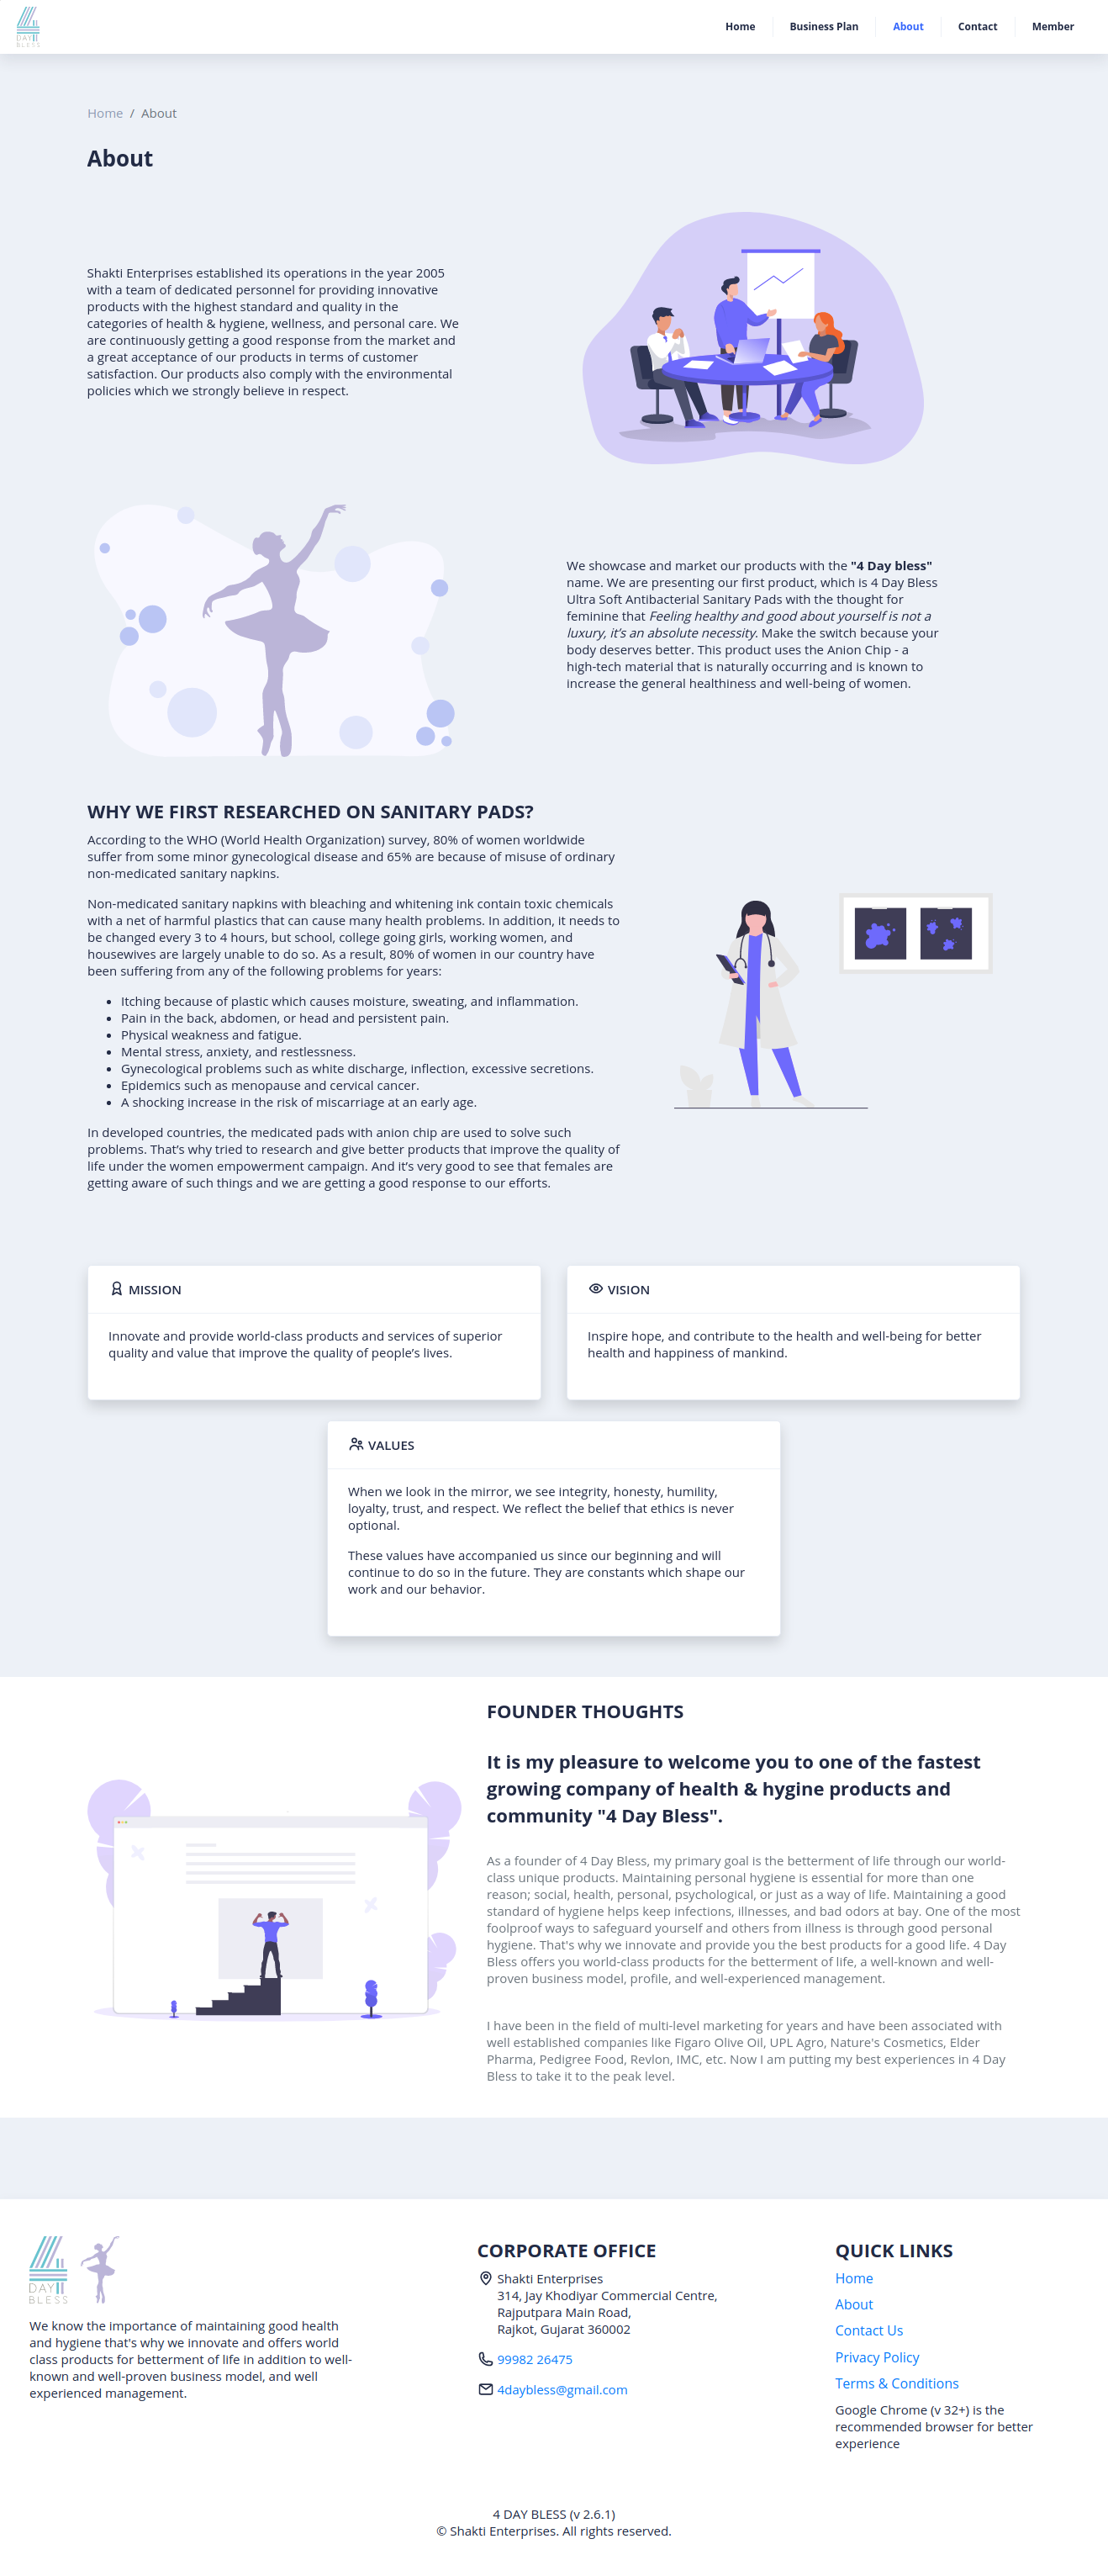 4
DAY
BLESS
Home
Business Plan
About
Contact
Member
Home / About
About
Shakti Enterprises established its operations in the year 2005
with a team of dedicated personnel for providing innovative
products with the highest standard and quality in the
categories of health & hygiene, wellness, and personal care. We
are continuously getting a good response from the market and
a great acceptance of our products in terms of customer
satisfaction. Our products also comply with the environmental
policies which we strongly believe in respect.
We showcase and market our products with the "4 Day bless"
name. We are presenting our first product, which is 4 Day Bless
Ultra Soft Antibacterial Sanitary Pads with the thought for
feminine that Feeling healthy and good about yourself is not a
luxury, it’s an absolute necessity. Make the switch because your
body deserves better. This product uses the Anion Chip - a
high-tech material that is naturally occurring and is known to
increase the general healthiness and well-being of women.
WHY WE FIRST RESEARCHED ON SANITARY PADS?
According to the WHO (World Health Organization) survey, 80% of women worldwide
suffer from some minor gynecological disease and 65% are because of misuse of ordinary
non-medicated sanitary napkins.
Non-medicated sanitary napkins with bleaching and whitening ink contain toxic chemicals
with a net of harmful plastics that can cause many health problems. In addition, it needs to
be changed every 3 to 4 hours, but school, college going girls, working women, and
housewives are largely unable to do so. As a result, 80% of women in our country have
been suffering from any of the following problems for years:
• Itching because of plastic which causes moisture, sweating, and inflammation.
• Pain in the back, abdomen, or head and persistent pain.
• Physical weakness and fatigue.
• Mental stress, anxiety, and restlessness.
• Gynecological problems such as white discharge, inflection, excessive secretions.
• Epidemics such as menopause and cervical cancer.
• A shocking increase in the risk of miscarriage at an early age.
In developed countries, the medicated pads with anion chip are used to solve such
problems. That’s why tried to research and give better products that improve the quality of
life under the women empowerment campaign. And it’s very good to see that females are
getting aware of such things and we are getting a good response to our efforts.
MISSION
Innovate and provide world-class products and services of superior
quality and value that improve the quality of people’s lives.
VISION
Inspire hope, and contribute to the health and well-being for better
health and happiness of mankind.
VALUES
When we look in the mirror, we see integrity, honesty, humility,
loyalty, trust, and respect. We reflect the belief that ethics is never
optional.
These values have accompanied us since our beginning and will
continue to do so in the future. They are constants which shape our
work and our behavior.
FOUNDER THOUGHTS
It is my pleasure to welcome you to one of the fastest
growing company of health & hygine products and
community "4 Day Bless".
As a founder of 4 Day Bless, my primary goal is the betterment of life through our world-
class unique products. Maintaining personal hygiene is essential for more than one
reason; social, health, personal, psychological, or just as a way of life. Maintaining a good
standard of hygiene helps keep infections, illnesses, and bad odors at bay. One of the most
foolproof ways to safeguard yourself and others from illness is through good personal
hygiene. That's why we innovate and provide you the best products for a good life. 4 Day
Bless offers you world-class products for the betterment of life, a well-known and well-
proven business model, profile, and well-experienced management.
I have been in the field of multi-level marketing for years and have been associated with
well established companies like Figaro Olive Oil, UPL Agro, Nature's Cosmetics, Elder
Pharma, Pedigree Food, Revlon, IMC, etc. Now I am putting my best experiences in 4 Day
Bless to take it to the peak level.
4
DAY
BLESS
We know the importance of maintaining good health
and hygiene that's why we innovate and offers world
class products for betterment of life in addition to well-
known and well-proven business model, and well
experienced management.
CORPORATE OFFICE
Shakti Enterprises
314, Jay Khodiyar Commercial Centre,
Rajputpara Main Road,
Rajkot, Gujarat 360002
99982 26475
4daybless@gmail.com
QUICK LINKS
Home
About
Contact Us
Privacy Policy
Terms & Conditions
Google Chrome (v 32+) is the
recommended browser for better
experience
4 DAY BLESS (v 2.6.1)
© Shakti Enterprises. All rights reserved.